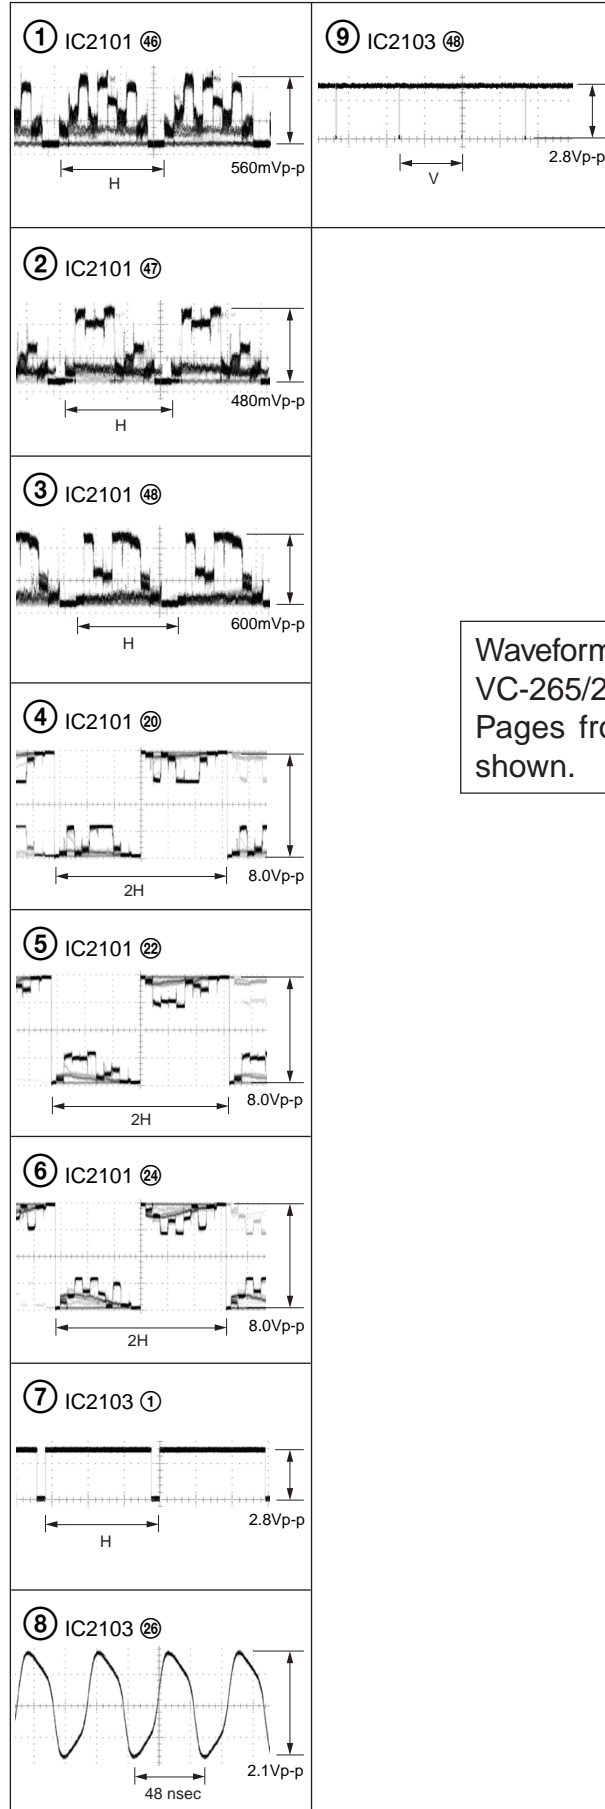 ① IC2101 ㊻
560mVp-p
H
② IC2101 ㊼
480mVp-p
H
③ IC2101 ㊽
600mVp-p
H
④ IC2101 ⑳
8.0Vp-p
2H
⑤ IC2101 ㉒
8.0Vp-p
2H
⑥ IC2101 ㉔
8.0Vp-p
2H
⑦ IC2103 ①
2.8Vp-p
H
⑧ IC2103 ㉖
2.1Vp-p
48 nsec
⑨ IC2103 ㊽
2.8Vp-p
V
Waveform
VC-265/2
Pages fro
shown.